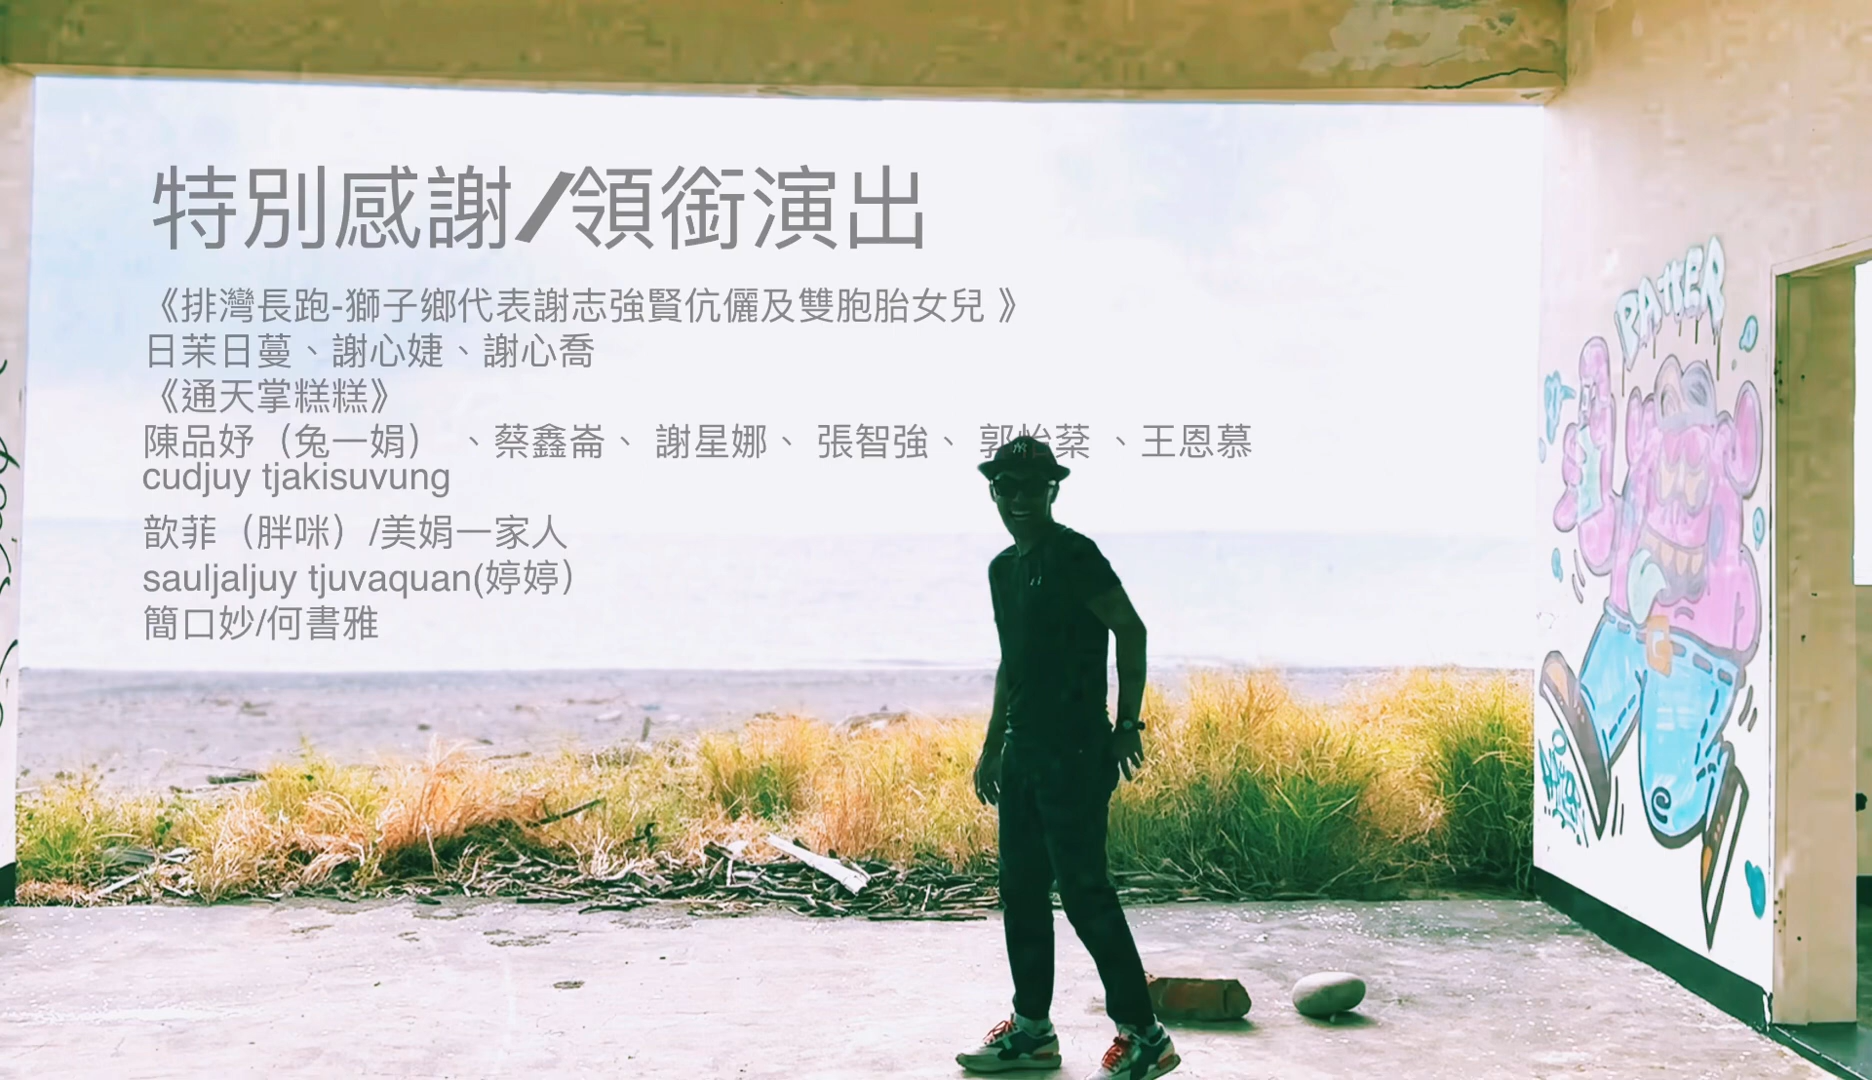 特別感謝/領銜演出
《排灣長跑-獅子鄉代表謝志強賢伉儷及雙胞胎女兒 》
日茉日蔓、謝心婕、謝心喬
《通天掌糕糕》
陳品妤（兔一娟） 、蔡鑫崙、 謝星娜、 張智強、 郭怡棻 、王恩慕
cudjuy tjakisuvung
歆菲（胖咪）/美娟一家人
sauljaljuy tjuvaquan(婷婷）
簡口妙/何書雅
PAttER